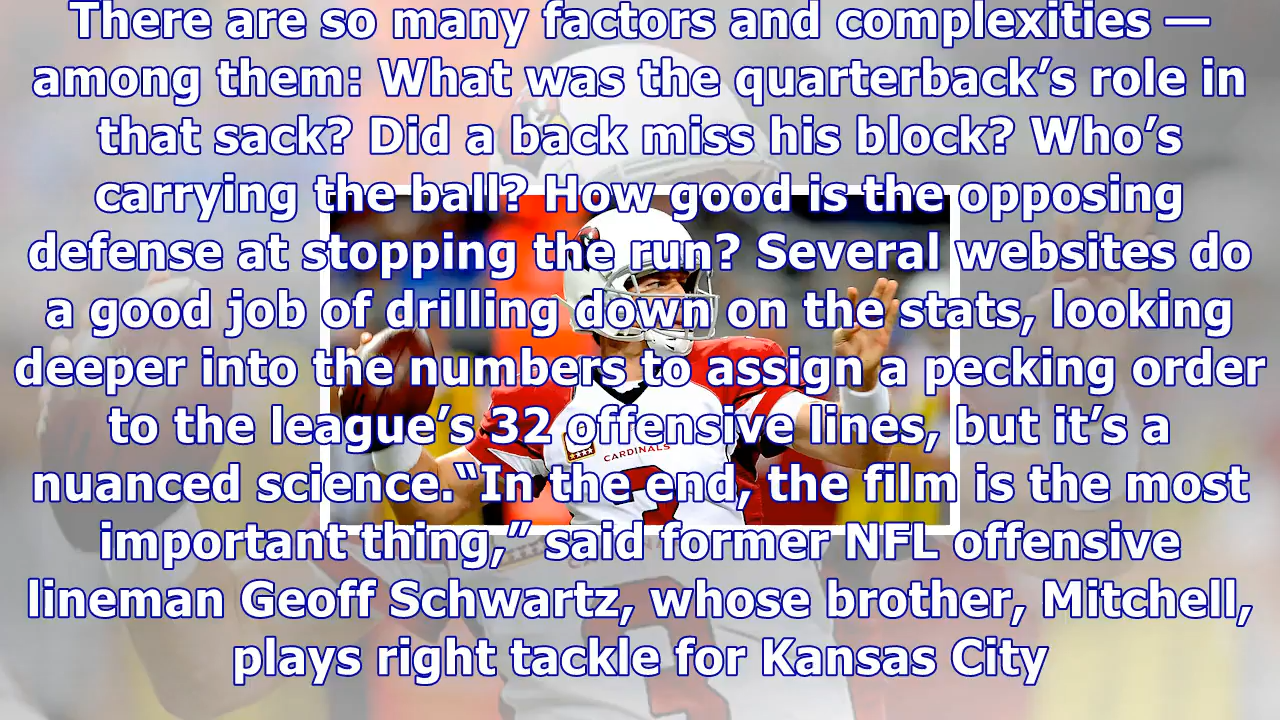 There are so many factors and complexities —
among them: What was the quarterback’s role in
that sack? Did a back miss his block? Who’s
carrying the ball? How good is the opposing
defense at stopping the run? Several websites do
a good job of drilling down on the stats, looking
deeper into the numbers to assign a pecking order
to the league’s 32 offensive lines, but it’s a
nuanced science.“In the end, the film is the most
important thing,” said former NFL offensive
lineman Geoff Schwartz, whose brother, Mitchell,
plays right tackle for Kansas City
CARDINALS
3